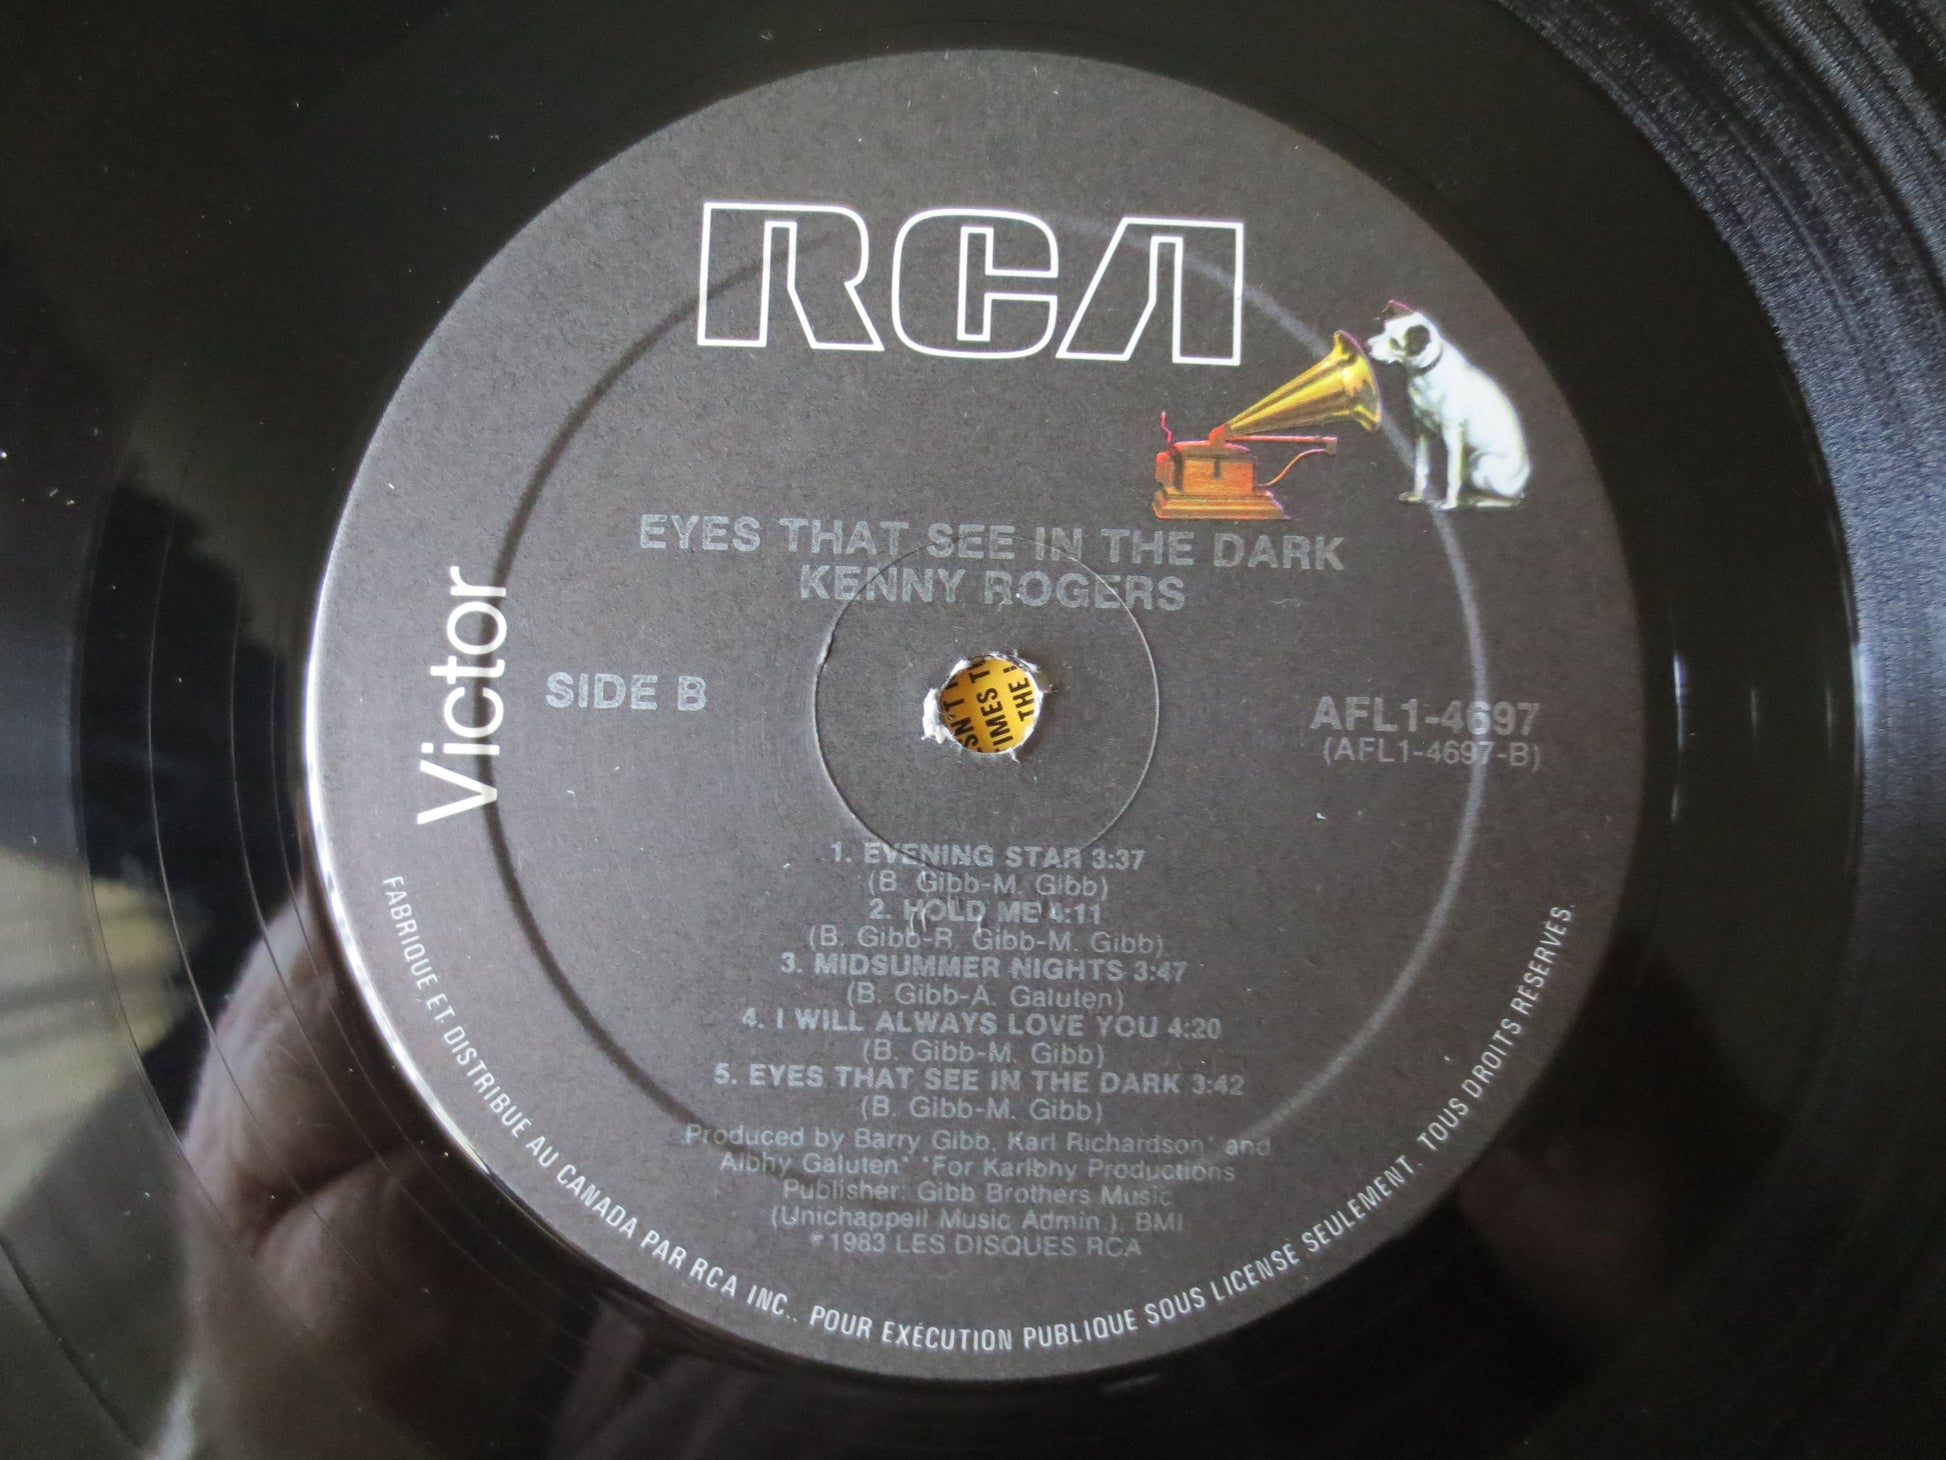 RCA
Victor
EYES THAT SEE IN THE DARK
KENNY ROGERS
SIDE B
AFL1-4697
(AFL1-4697-B)
1. EVENING STAR 3:37
(B. Gibb-M. Gibb)
2. HOLD ME 4:11
(B. Gibb-R. Gibb-M. Gibb)
3. MIDSUMMER NIGHTS 3:47
(B. Gibb-A. Galuten)
4. I WILL ALWAYS LOVE YOU 4:20
(B. Gibb-M. Gibb)
5. EYES THAT SEE IN THE DARK 3:42
(B. Gibb-M. Gibb)
Produced by Barry Gibb, Karl Richardson* and
Albhy Galuten* *For Karlbhy Productions
Publisher: Gibb Brothers Music
(Unichappell Music Admin.), BMI
℗ 1983 LES DISQUES RCA
FABRIQUE ET DISTRIBUE AU CANADA PAR RCA INC.. POUR EXÉCUTION PUBLIQUE SOUS LICENSE SEULEMENT. TOUS DROITS RESERVES.
IMES
THE